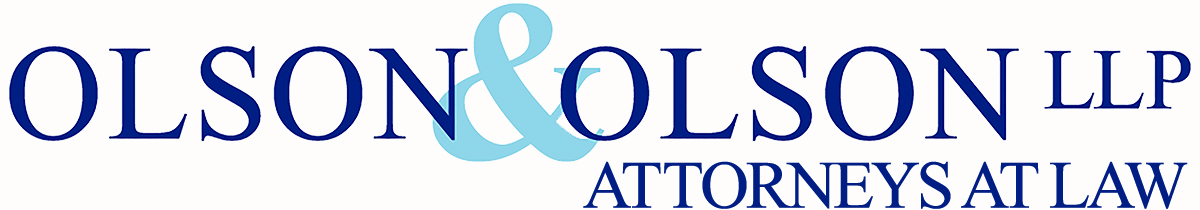 OLSON & OLSON LLP
ATTORNEYS AT LAW